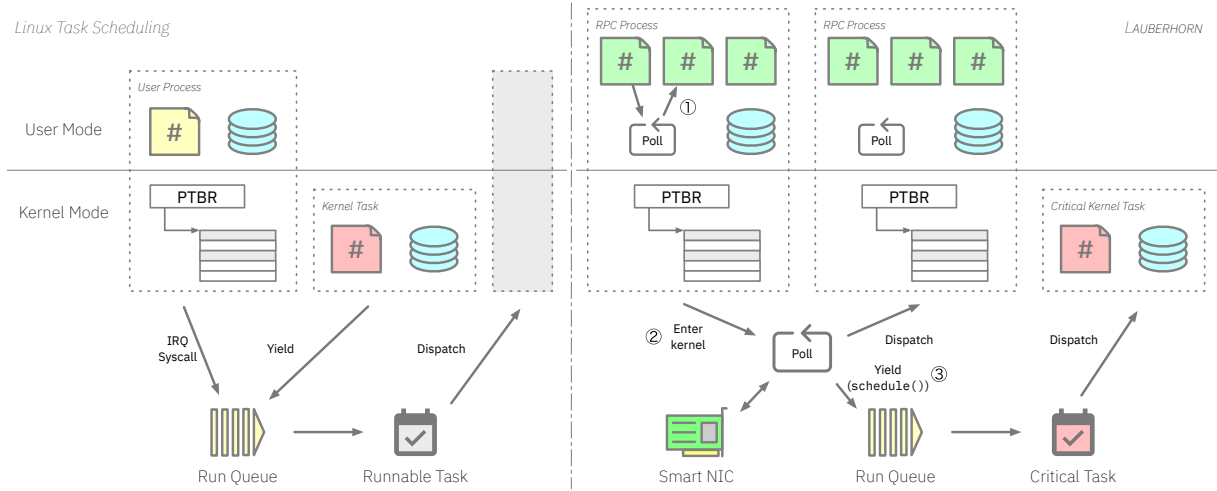 Linux Task Scheduling
User Process
#
User Mode
Kernel Mode
PTBR
Kernel Task
#
IRQ
Syscall
Yield
Dispatch
Run Queue
Runnable Task
LAUBERHORN
RPC Process
# # #
①
Poll
RPC Process
# # #
Poll
PTBR
PTBR
Critical Kernel Task
#
② Enter
kernel
Poll
Dispatch
Yield
(schedule()) ③
Dispatch
Smart NIC
Run Queue
Critical Task